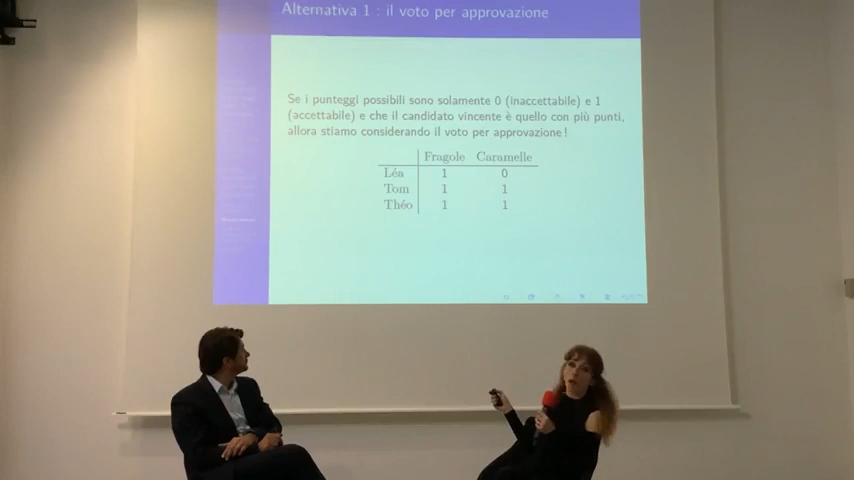 Alternativa 1 : il voto per approvazione
Se i punteggi possibili sono solamente 0 (inaccettabile) e 1
(accettabile) e che il candidato vincente è quello con più punti,
allora stiamo considerando il voto per approvazione !
Fragole Caramelle
Léa 1 0
Tom 1 1
Théo 1 1